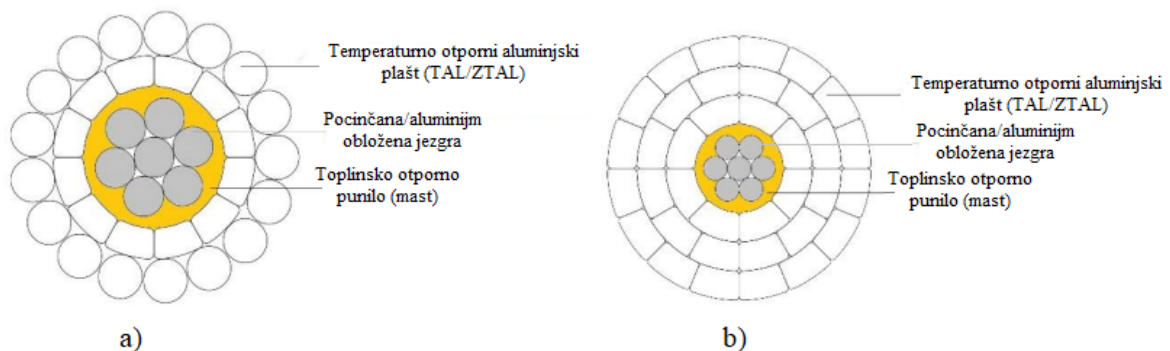 Temperaturno otporni aluminjski
plašt (TAL/ZTAL)
Pocinčana/aluminijm
obložena jezgra
Toplinsko otporno
punilo (mast)
a)
Temperaturno otporni aluminjski
plašt (TAL/ZTAL)
Pocinčana/aluminijm
obložena jezgra
Toplinsko otporno
punilo (mast)
b)